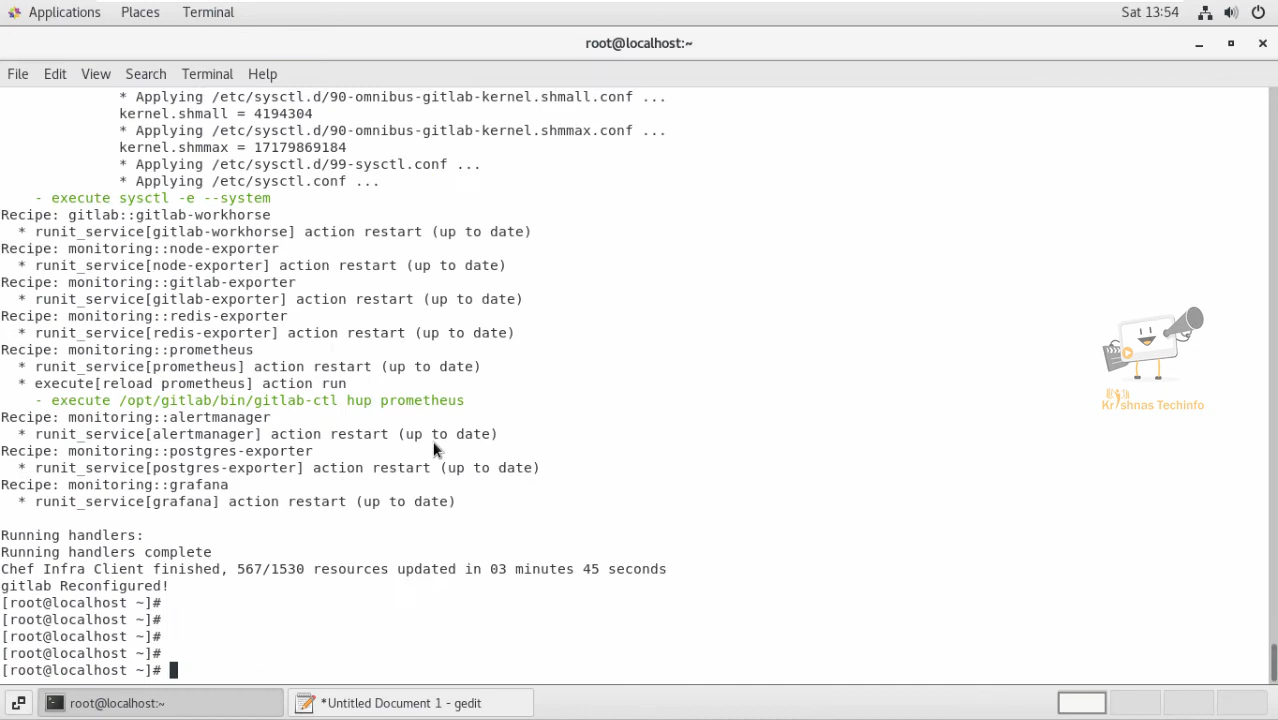 Applications Places Terminal Sat 13:54
root@localhost:~
File Edit View Search Terminal Help
* Applying /etc/sysctl.d/90-omnibus-gitlab-kernel.shmall.conf ...
kernel.shmall = 4194304
* Applying /etc/sysctl.d/90-omnibus-gitlab-kernel.shmmax.conf ...
kernel.shmmax = 17179869184
* Applying /etc/sysctl.d/99-sysctl.conf ...
* Applying /etc/sysctl.conf ...
- execute sysctl -e --system
Recipe: gitlab::gitlab-workhorse
* runit_service[gitlab-workhorse] action restart (up to date)
Recipe: monitoring::node-exporter
* runit_service[node-exporter] action restart (up to date)
Recipe: monitoring::gitlab-exporter
* runit_service[gitlab-exporter] action restart (up to date)
Recipe: monitoring::redis-exporter
* runit_service[redis-exporter] action restart (up to date)
Recipe: monitoring::prometheus
* runit_service[prometheus] action restart (up to date)
* execute[reload prometheus] action run
- execute /opt/gitlab/bin/gitlab-ctl hup prometheus
Recipe: monitoring::alertmanager
* runit_service[alertmanager] action restart (up to date)
Recipe: monitoring::postgres-exporter
* runit_service[postgres-exporter] action restart (up to date)
Recipe: monitoring::grafana
* runit_service[grafana] action restart (up to date)
Running handlers:
Running handlers complete
Chef Infra Client finished, 567/1530 resources updated in 03 minutes 45 seconds
gitlab Reconfigured!
[root@localhost ~]#
[root@localhost ~]#
[root@localhost ~]#
[root@localhost ~]#
[root@localhost ~]#
Krishnas Techinfo
root@localhost:~ *Untitled Document 1 - gedit